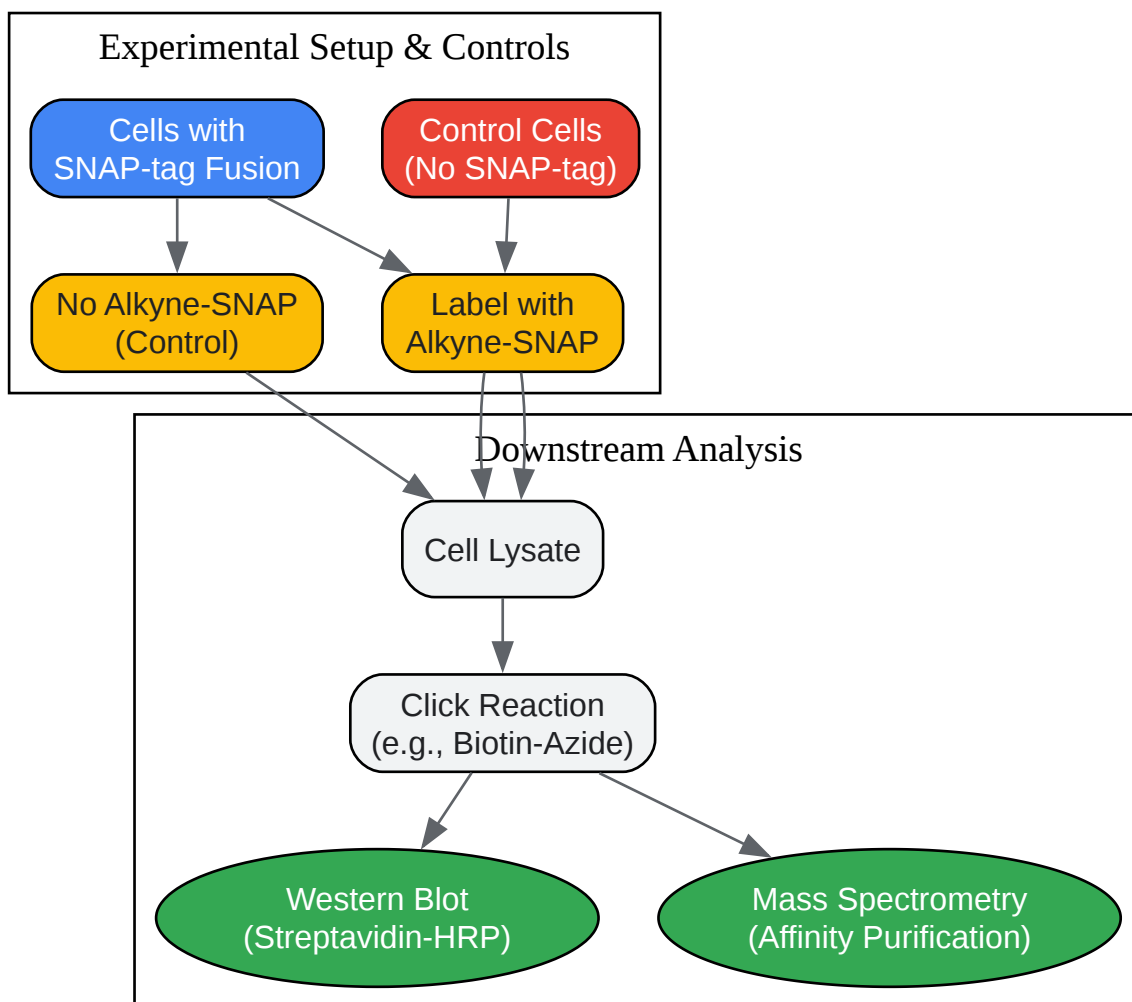 Experimental Setup & Controls
Cells with
SNAP-tag Fusion
Control Cells
(No SNAP-tag)
No Alkyne-SNAP
(Control)
Label with
Alkyne-SNAP
Downstream Analysis
Cell Lysate
Click Reaction
(e.g., Biotin-Azide)
Western Blot
(Streptavidin-HRP)
Mass Spectrometry
(Affinity Purification)